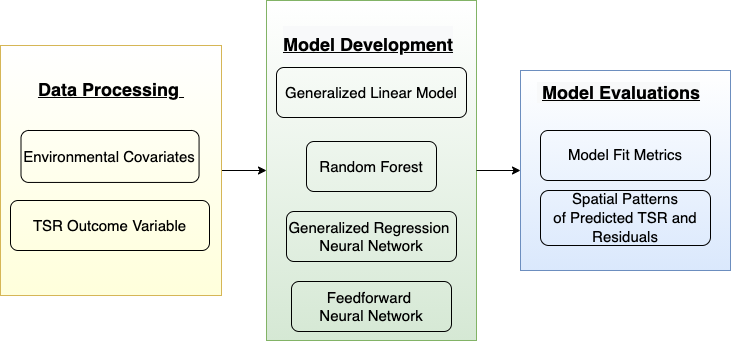 Data Processing
Environmental Covariates
TSR Outcome Variable
Model Development
Generalized Linear Model
Random Forest
Generalized Regression
Neural Network
Feedforward
Neural Network
Model Evaluations
Model Fit Metrics
Spatial Patterns
of Predicted TSR and
Residuals